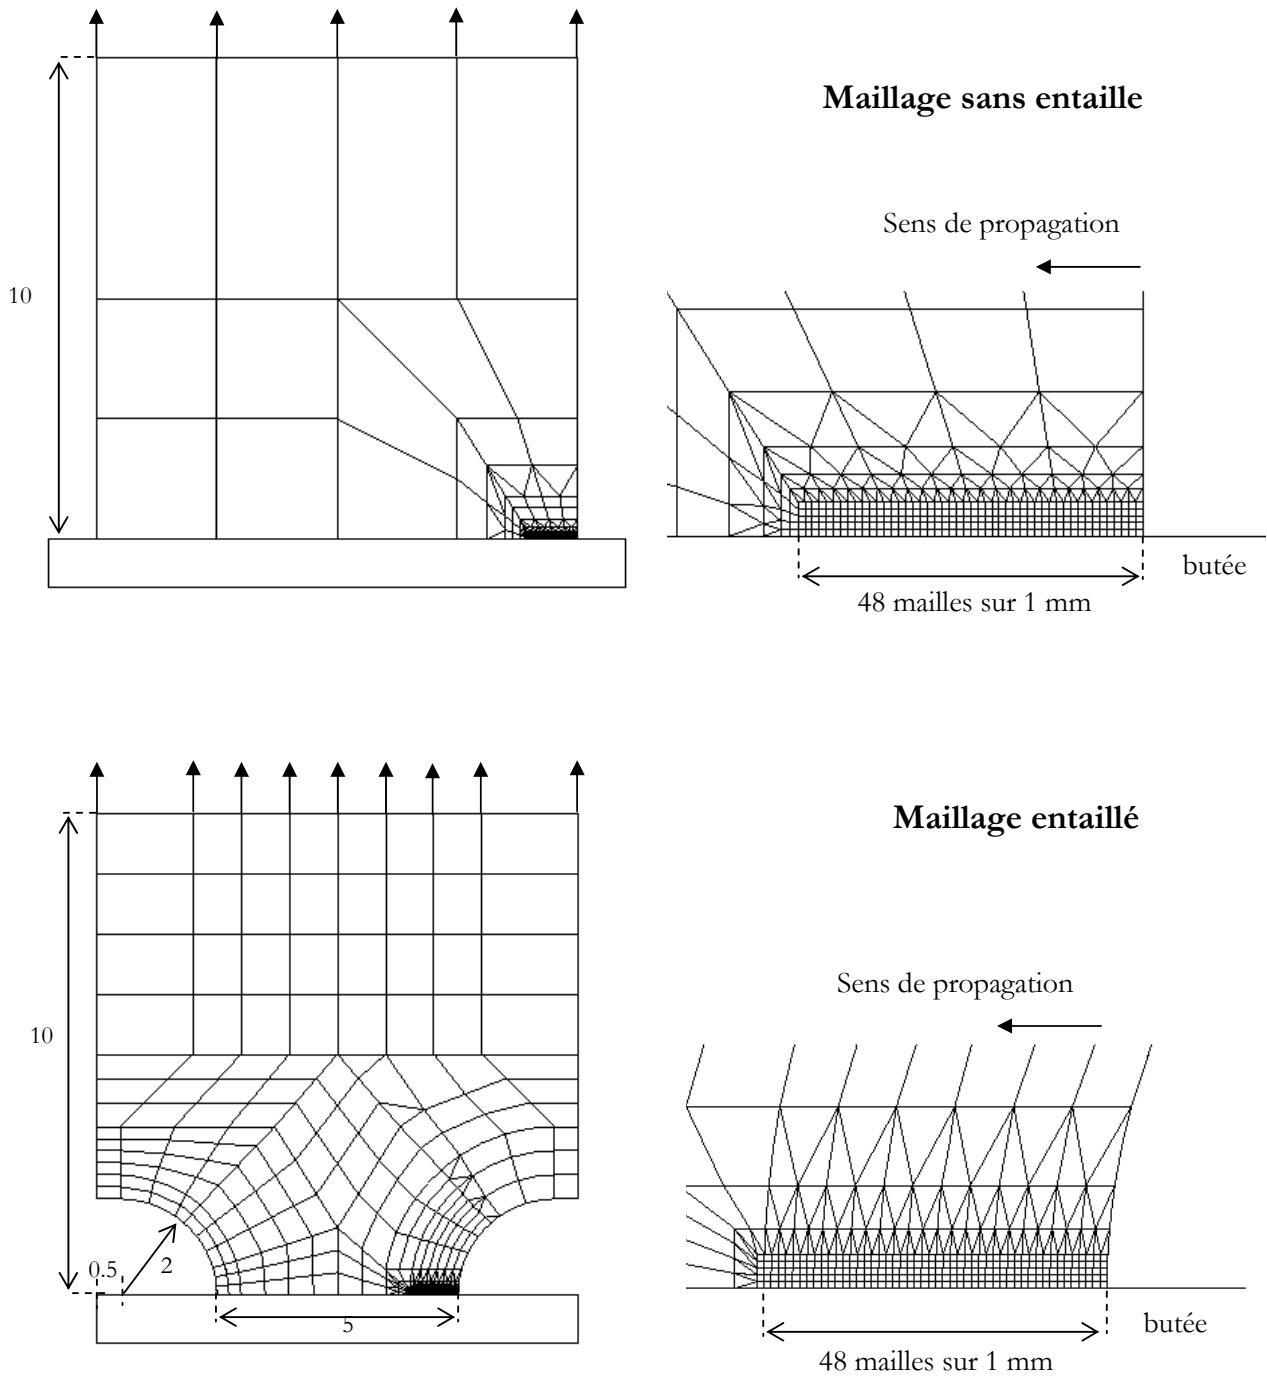 Maillage sans entaille
Sens de propagation
10
butée
48 mailles sur 1 mm
Maillage entaillé
Sens de propagation
10
0.5
2
5
butée
48 mailles sur 1 mm